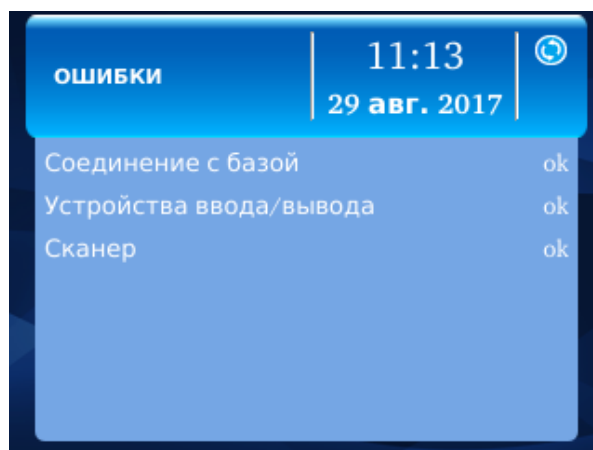 ОШИБКИ
11:13
29 авг. 2017
Соединение с базой ok
Устройства ввода/вывода ok
Сканер ok